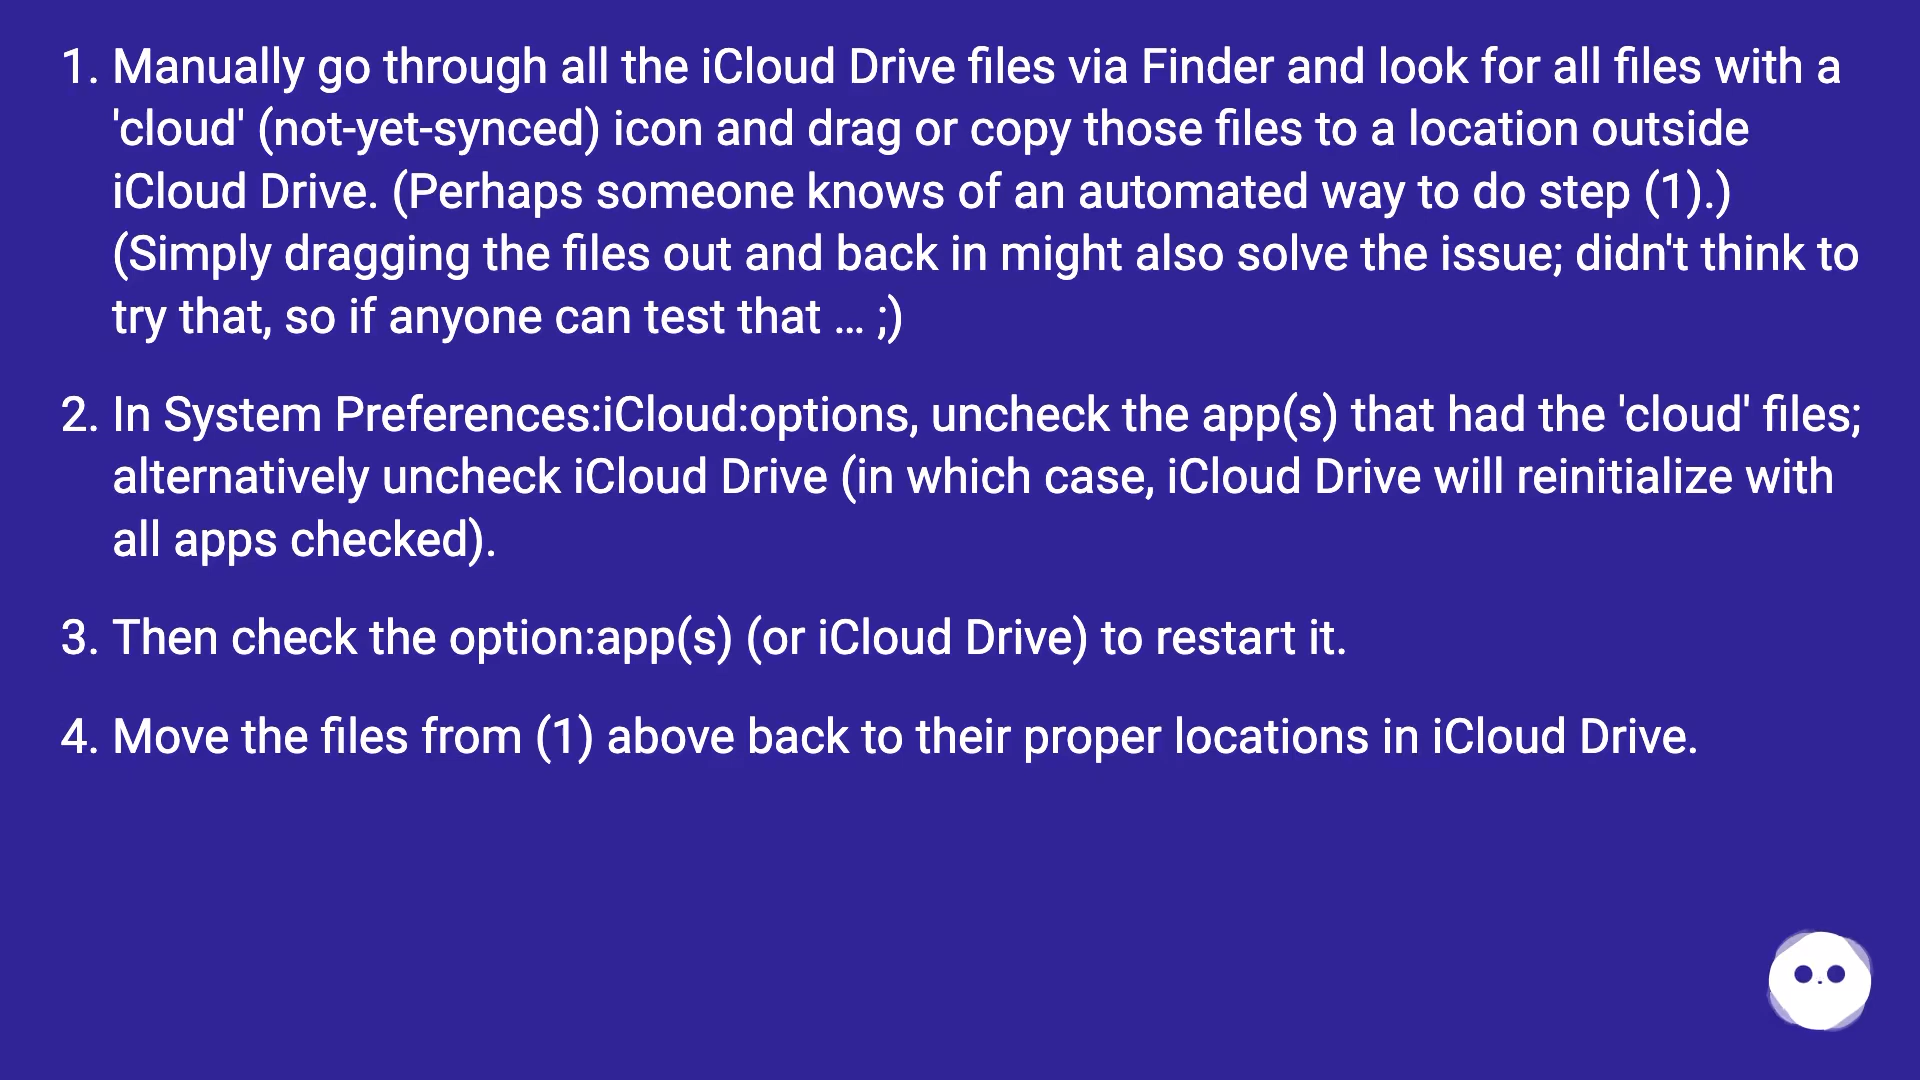 1. Manually go through all the iCloud Drive files via Finder and look for all files with a
'cloud' (not-yet-synced) icon and drag or copy those files to a location outside
iCloud Drive. (Perhaps someone knows of an automated way to do step (1).)
(Simply dragging the files out and back in might also solve the issue; didn't think to
try that, so if anyone can test that ... ;)
2. In System Preferences:iCloud:options, uncheck the app(s) that had the 'cloud' files;
alternatively uncheck iCloud Drive (in which case, iCloud Drive will reinitialize with
all apps checked).
3. Then check the option:app(s) (or iCloud Drive) to restart it.
4. Move the files from (1) above back to their proper locations in iCloud Drive.